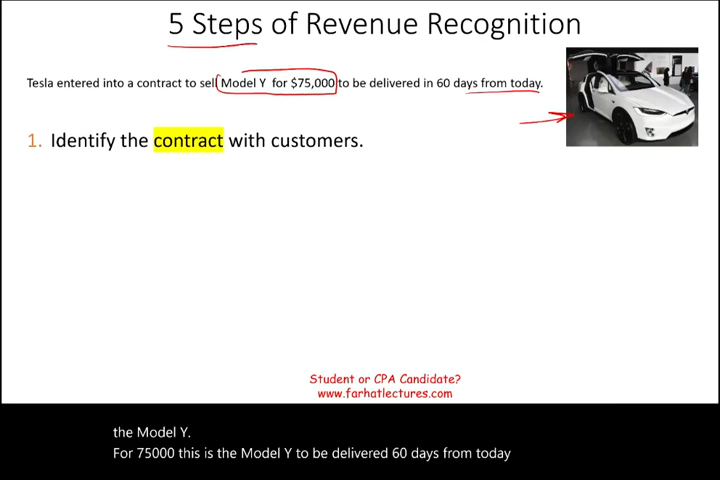 5 Steps of Revenue Recognition
Tesla entered into a contract to sell Model Y for $75,000 to be delivered in 60 days from today.
1. Identify the contract with customers.
Student or CPA Candidate?
www.farhatlectures.com
the Model Y.
For 75000 this is the Model Y to be delivered 60 days from today